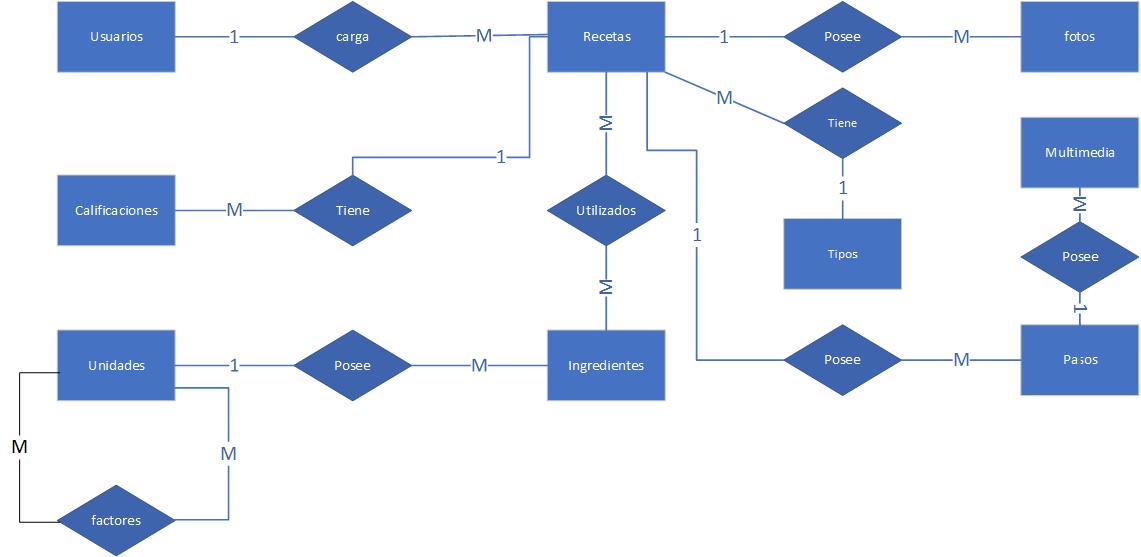 Usuarios
1
carga
M
Recetas
1
Posee
M
fotos
M
Tiene
M
Multimedia
1
Calificaciones
M
Tiene
Utilizados
1
M
1
Tipos
Posee
M
1
Unidades
1
Posee
M
Ingredientes
Posee
M
Pasos
M
M
factores